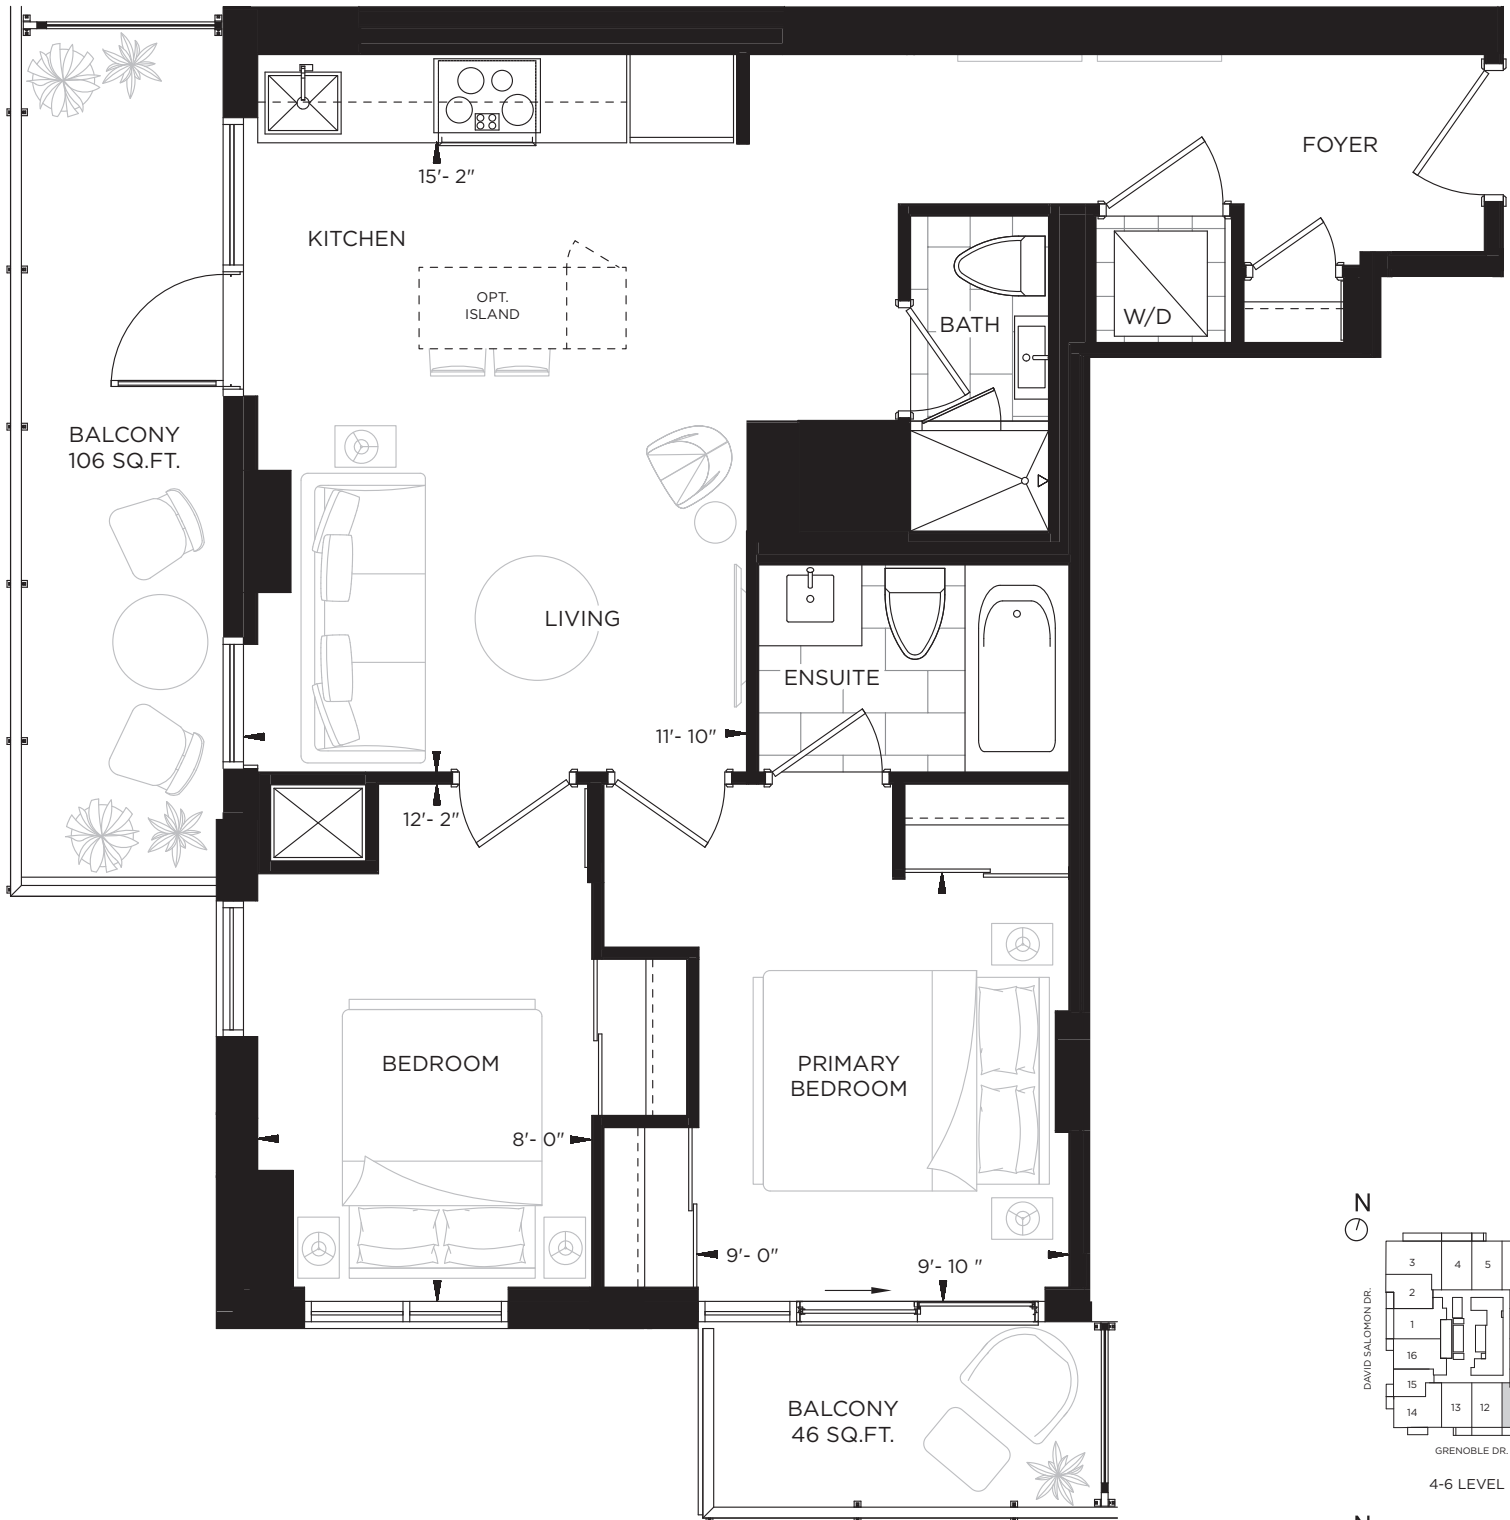 FOYER
15'- 2"
KITCHEN
OPT.
ISLAND
BATH
W/D
BALCONY
106 SQ.FT.
LIVING
ENSUITE
11'- 10"
12'- 2"
BEDROOM
PRIMARY
BEDROOM
8'- 0"
9'- 0"
9'- 10 "
BALCONY
46 SQ.FT.
N
3
4
5
2
1
16
15
14
13
12
DAVID SALOMON DR.
GRENOBLE DR.
4-6 LEVEL